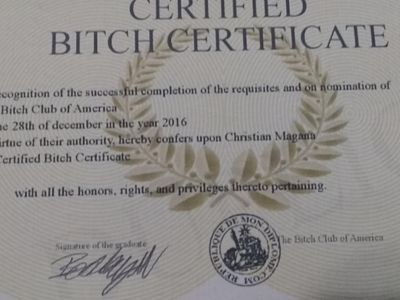 CERTIFIED
BITCH CERTIFICATE
ecognition of the successful completion of the requisites and on nomination of
Bitch Club of America
he 28th of december in the year 2016
virtue of their authority, hereby confers upon Christian Magana
Certified Bitch Certificate
with all the honors, rights, and privileges thereto pertaining.
Signature of the graduate
The Bitch Club of America
REPUBLIQUE DE MON DIPLOME.COM